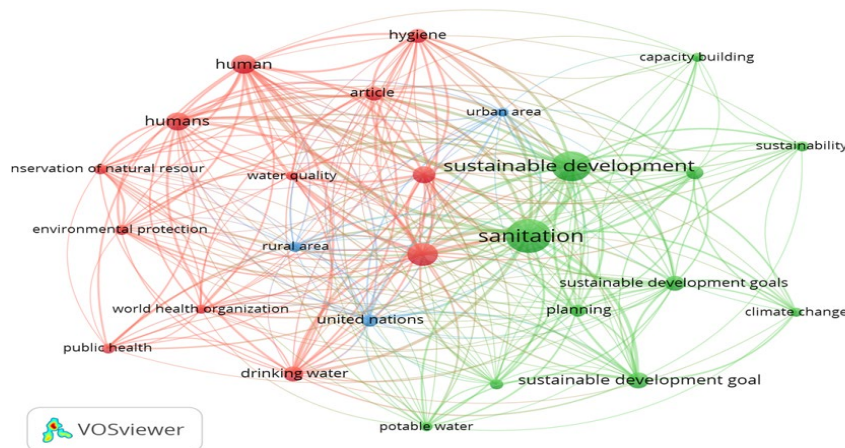 hygiene
human
capacity building
article
urban area
humans
sustainability
sustainable development
nservation of natural resour
water quality
environmental protection
sanitation
rural area
sustainable development goals
world health organization
united nations
planning
climate change
public health
drinking water
sustainable development goal
potable water
VOSviewer